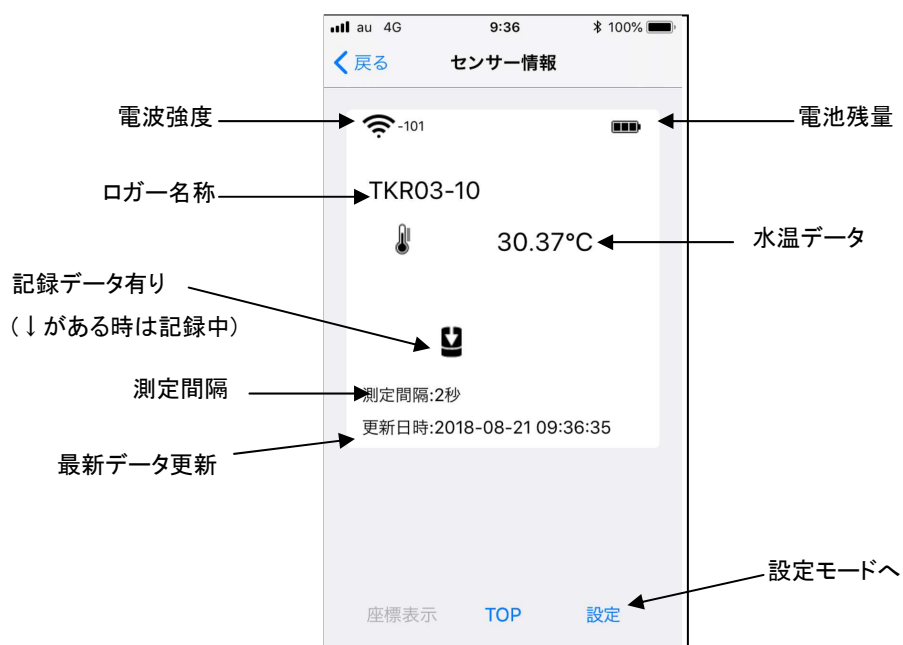 au 4G 9:36 100%
戻る センサー情報
電波強度 -101 電池残量
ロガー名称 TKR03-10
30.37°C 水温データ
記録データ有り
(↓がある時は記録中)
測定間隔 測定間隔:2秒
更新日時:2018-08-21 09:36:35
最新データ更新
設定モードへ
座標表示 TOP 設定